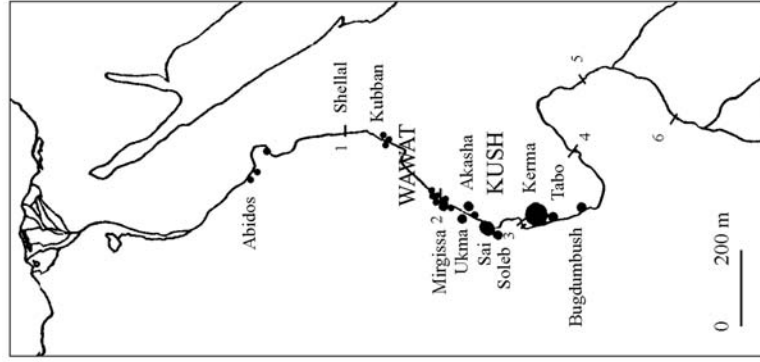 Abidos
1
Shellal
Kubban
WAWAT
2
Mirgissa
Akasha
Ukma
KUSH
Sai
Soleb
3
Kerma
Tabo
Bugdumbush
4
5
6
0 200 m